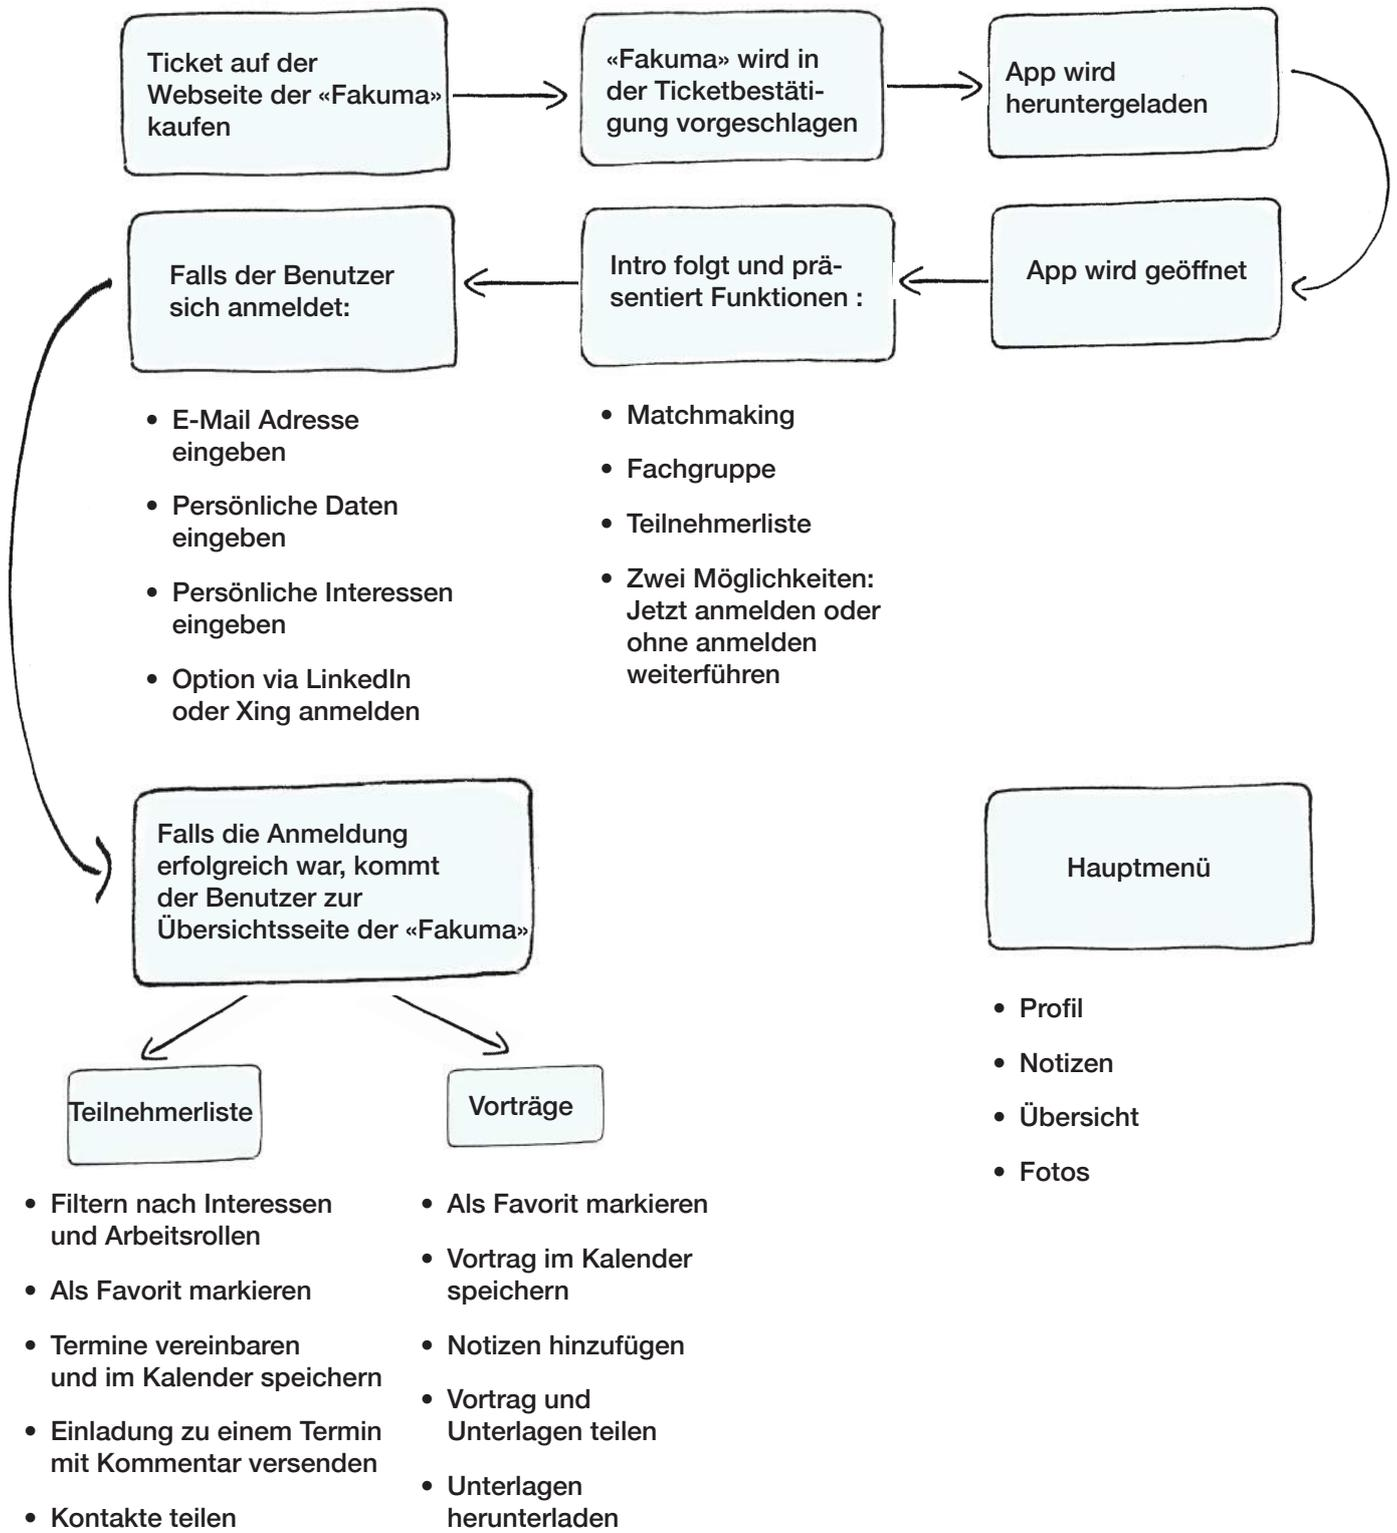 Ticket auf der
Webseite der «Fakuma»
kaufen
«Fakuma» wird in
der Ticketbestäti-
gung vorgeschlagen
App wird
heruntergeladen
App wird geöffnet
Intro folgt und prä-
sentiert Funktionen :
• Matchmaking
• Fachgruppe
• Teilnehmerliste
• Zwei Möglichkeiten:
Jetzt anmelden oder
ohne anmelden
weiterführen
Falls der Benutzer
sich anmeldet:
• E-Mail Adresse
eingeben
• Persönliche Daten
eingeben
• Persönliche Interessen
eingeben
• Option via LinkedIn
oder Xing anmelden
Falls die Anmeldung
erfolgreich war, kommt
der Benutzer zur
Übersichtsseite der «Fakuma»
Teilnehmerliste
• Filtern nach Interessen
und Arbeitsrollen
• Als Favorit markieren
• Termine vereinbaren
und im Kalender speichern
• Einladung zu einem Termin
mit Kommentar versenden
• Kontakte teilen
Vorträge
• Als Favorit markieren
• Vortrag im Kalender
speichern
• Notizen hinzufügen
• Vortrag und
Unterlagen teilen
• Unterlagen
herunterladen
Hauptmenü
• Profil
• Notizen
• Übersicht
• Fotos